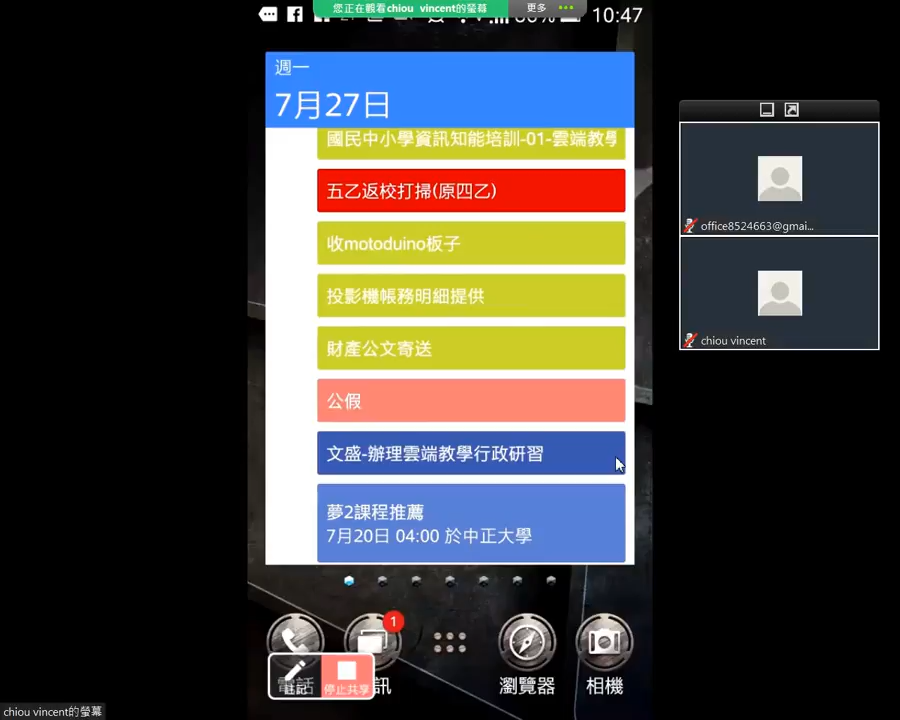 您正在觀看chiou vincent的螢幕
更多
10:47
週一
7月27日
國民中小學資訊知能培訓-01-雲端教學
五乙返校打掃(原四乙)
收motoduino板子
投影機帳務明細提供
財產公文寄送
公假
文盛-辦理雲端教學行政研習
夢2課程推薦
7月20日 04:00 於中正大學
office8524663@gmai...
chiou vincent
1
註記
停止共享
電話
訊
瀏覽器
相機
chiou vincent的螢幕